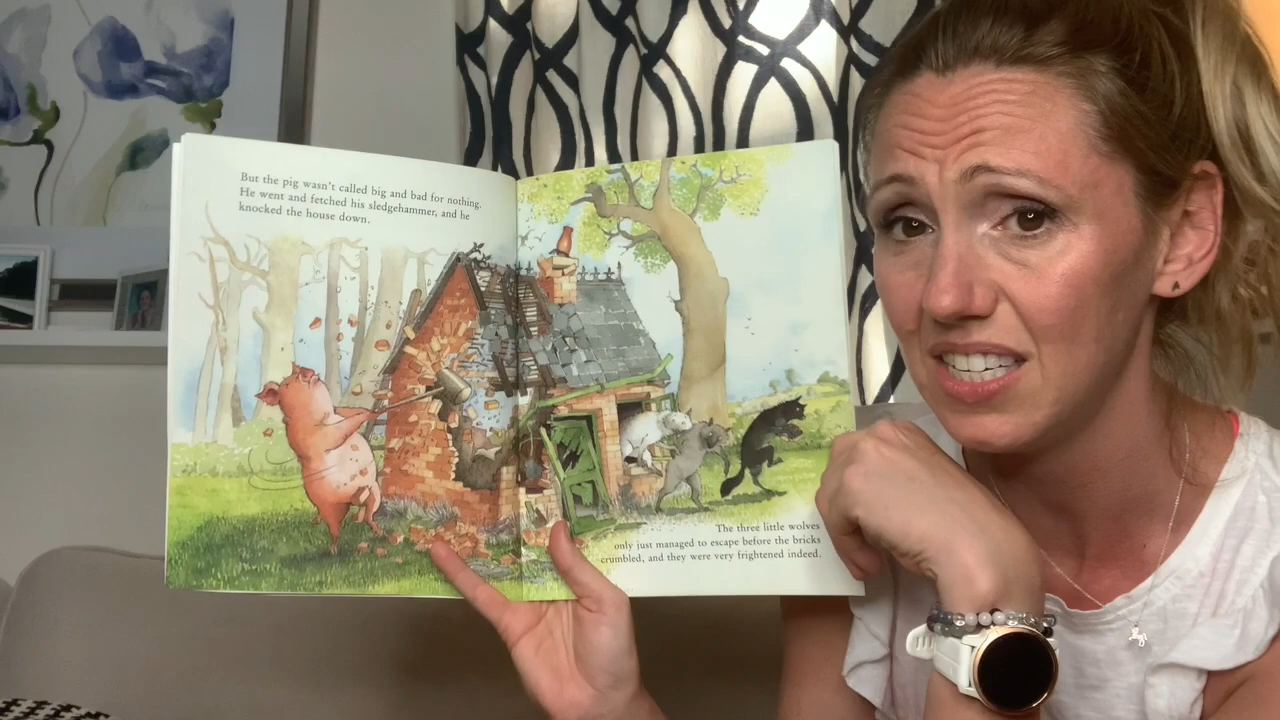 But the pig wasn't called big and bad for nothing.
He went and fetched his sledgehammer, and he
knocked the house down.
The three little wolves
only just managed to escape before the bricks
crumbled, and they were very frightened indeed.